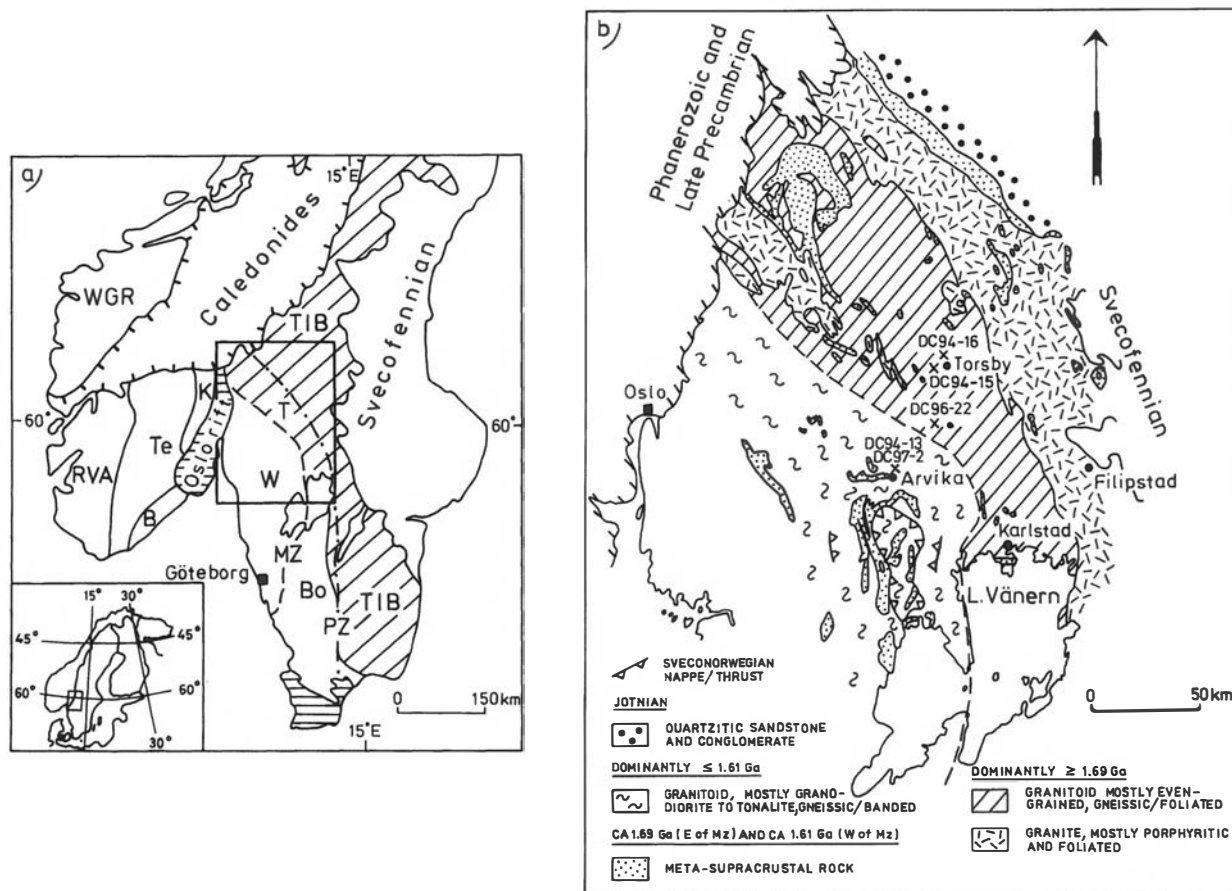 a)
15°E
WGR
Caledonides
TIB
Svecofennian
60°
60°
K
T
Te
Oslo rift
RVA
W
B
MZ
Göteborg
Bo
TIB
PZ
15°
30°
45°
45°
60°
60°
30°
0 150km
15°E
b)
Phanerozoic and
Late Precambrian
Svecofennian
DC94-16
Torsby
DC94-15
Oslo
DC96-22
DC94-13
DC97-2
Arvika
Filipstad
Karlstad
L.Vänern
0 50km
SVECONORWEGIAN
NAPPE/THRUST
JOTNIAN
QUARTZITIC SANDSTONE
AND CONGLOMERATE
DOMINANTLY ≤ 1.61 Ga
GRANITOID, MOSTLY GRANO-
DIORITE TO TONALITE, GNEISSIC/BANDED
CA 1.69 Ga (E of Mz) AND CA 1.61 Ga (W of Mz)
META-SUPRACRUSTAL ROCK
DOMINANTLY ≥ 1.69 Ga
GRANITOID MOSTLY EVEN-
GRAINED, GNEISSIC/FOLIATED
GRANITE, MOSTLY PORPHYRITIC
AND FOLIATED